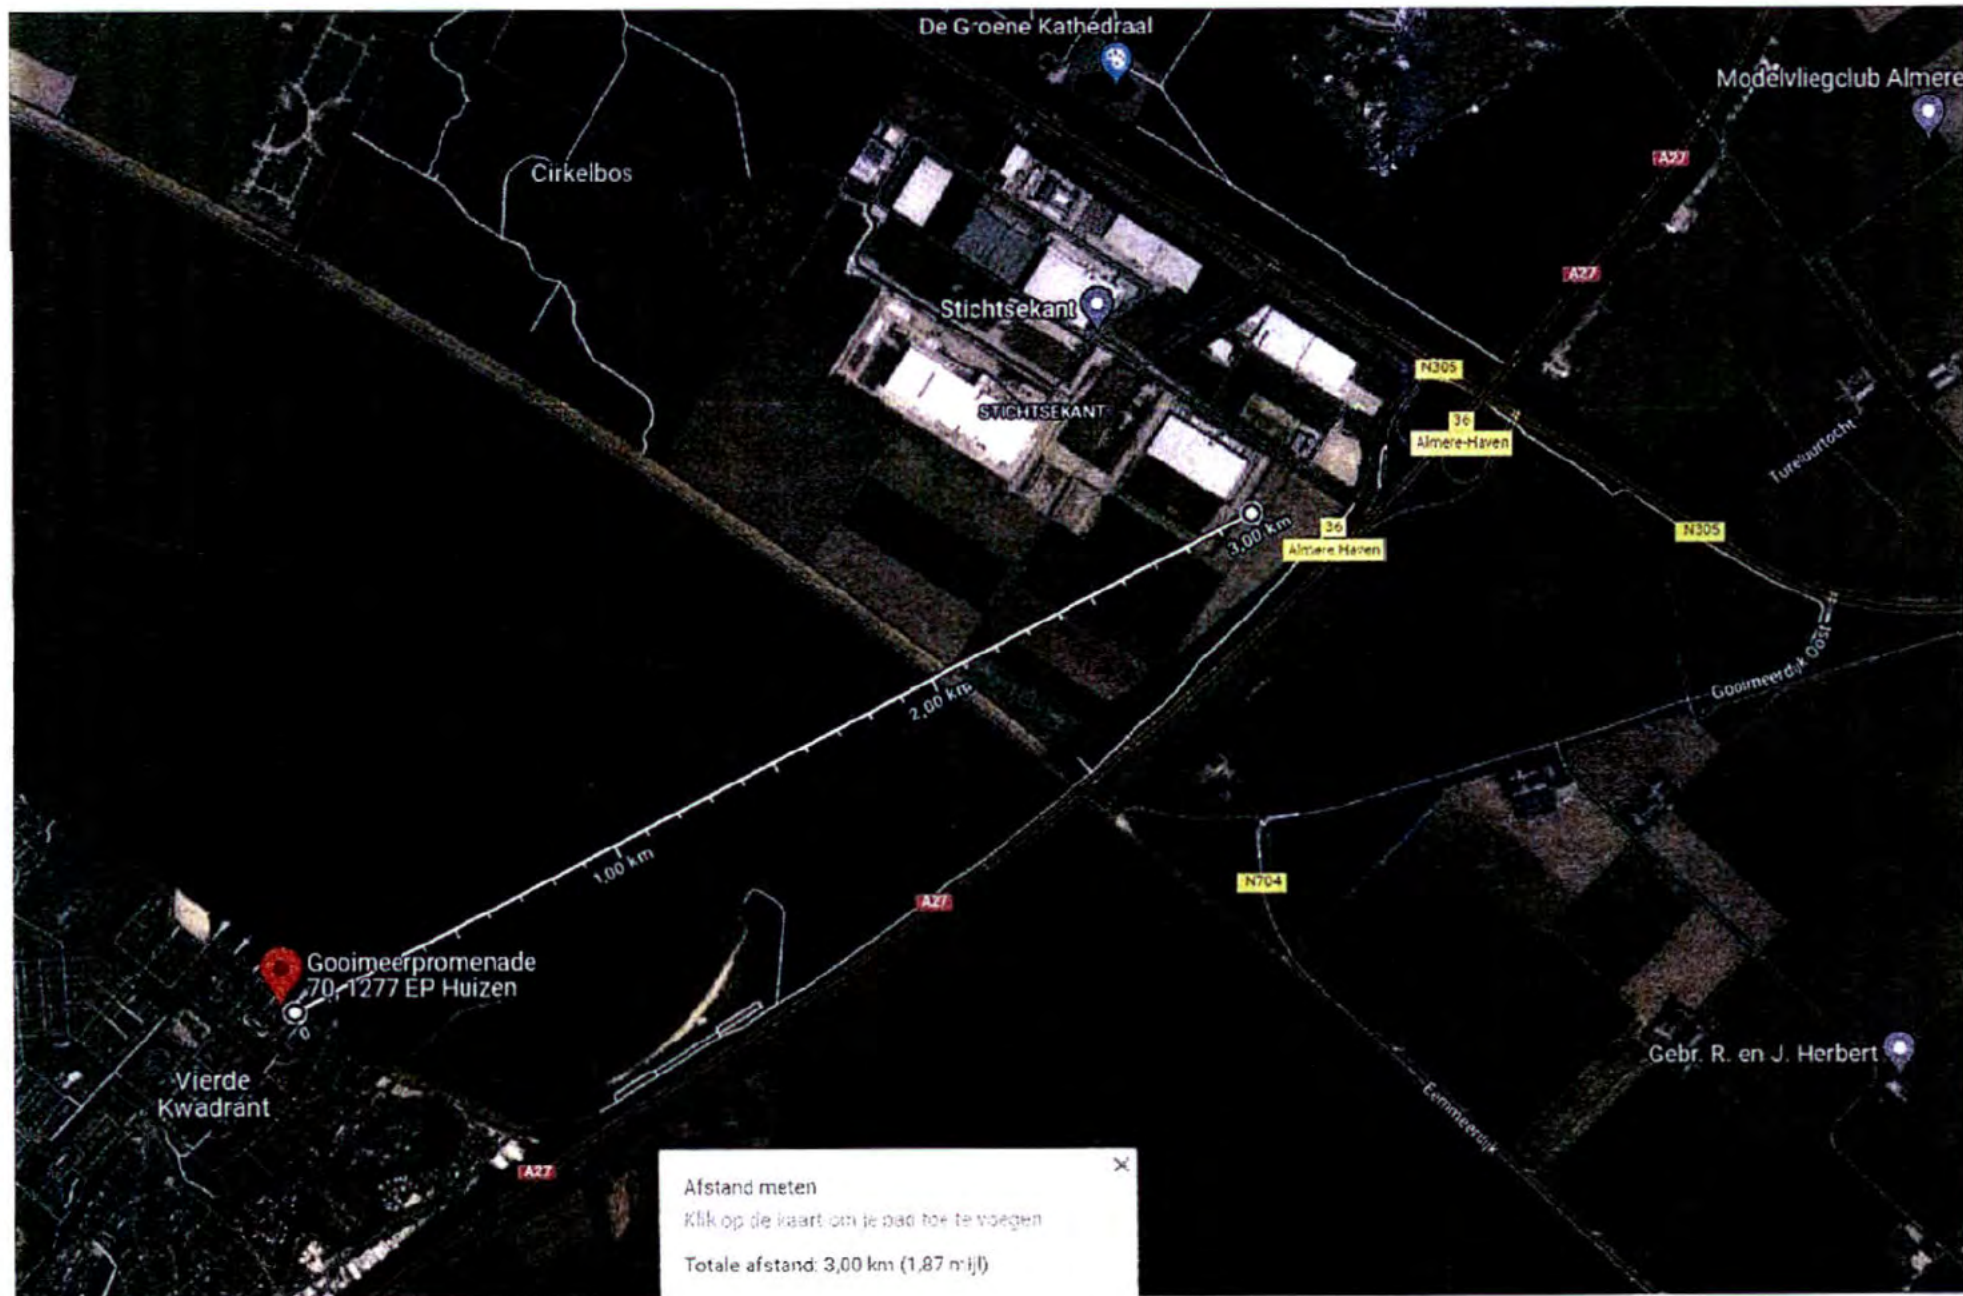 De Groene Kathedraal
Modelvliegclub Almere
A27
Cirkelbos
A27
Stichtsekant
N305
STICHTSEKANT
36
Almere-Haven
Tureluurtocht
3,00 km
36
Almere Haven
N305
Gooimeerdijk Oost
2,00 km
1,00 km
N704
A27
Gooimeerpromenade
70, 1277 EP Huizen
0
Gebr. R. en J. Herbert
Vierde
Kwadrant
Eemmeerdijk
A27
Afstand meten
Klik op de kaart om je pad toe te voegen
Totale afstand: 3,00 km (1,87 mijl)